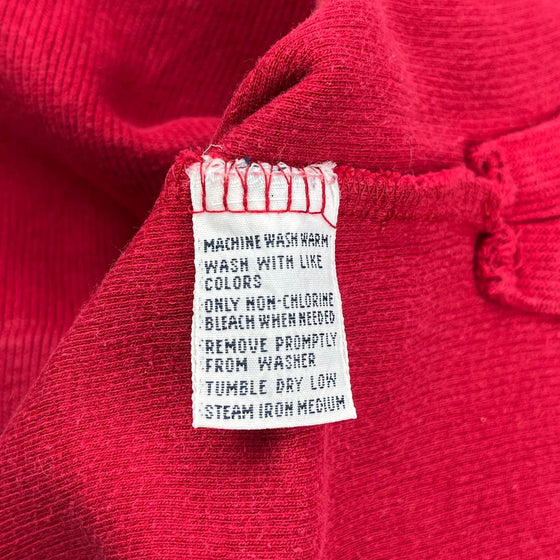 MACHINE WASH WARM
WASH WITH LIKE
COLORS
ONLY NON-CHLORINE
BLEACH WHEN NEEDED
REMOVE PROMPTLY
FROM WASHER
TUMBLE DRY LOW
STEAM IRON MEDIUM